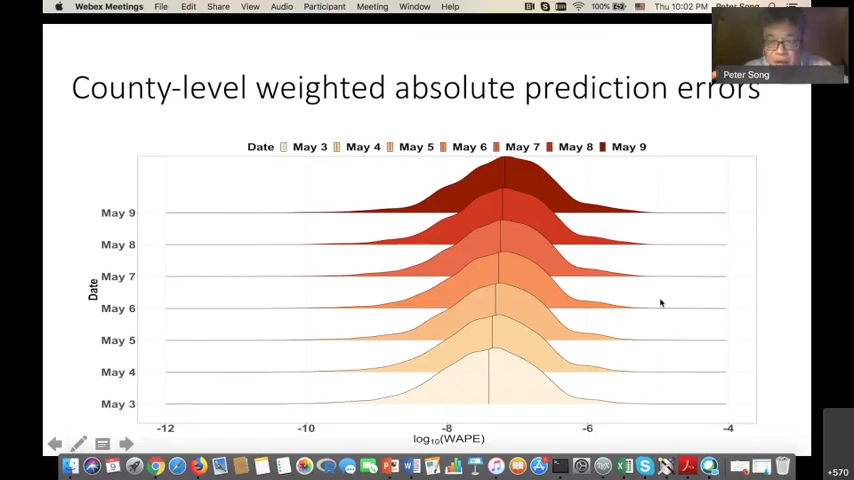 Webex Meetings File Edit Share View Audio Participant Meeting Window Help 100% Thu 10:02 PM Peter Song
Peter Song
County-level weighted absolute prediction errors
Date May 3 May 4 May 5 May 6 May 7 May 8 May 9
May 9
May 8
May 7
May 6
May 5
May 4
May 3
Date
-12 -10 -8 -6 -4
log10(WAPE)
+570